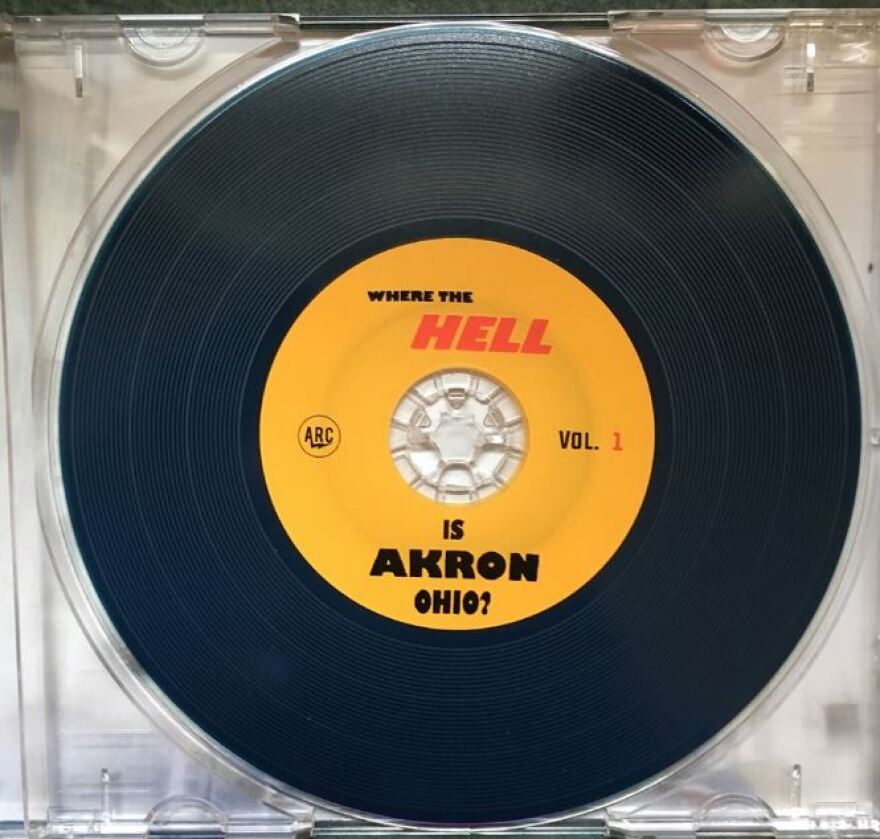 WHERE THE
HELL
ARC
VOL. 1
IS
AKRON
OHIO?